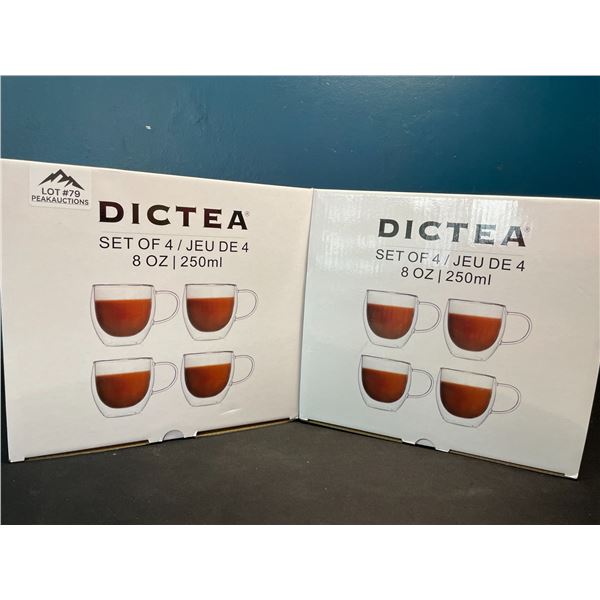 LOT #79
PEAKAUCTIONS
DICTEA®
SET OF 4 / JEU DE 4
8 OZ | 250ml
DICTEA®
SET OF 4 / JEU DE 4
8 OZ | 250ml